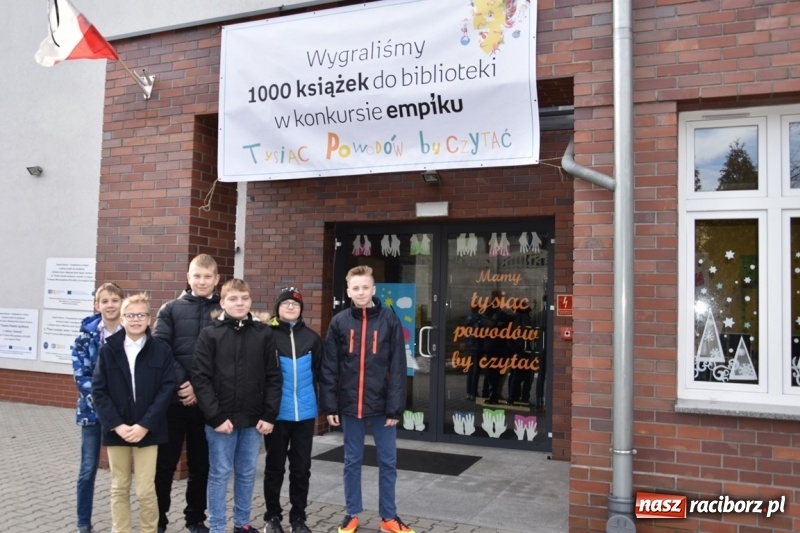 Wygraliśmy
1000 książek do biblioteki
w konkursie empiku
Tysiąc Powodów by czytać
Mamy
tysiąc
powodów
by czytać
nasz raciborz.pl